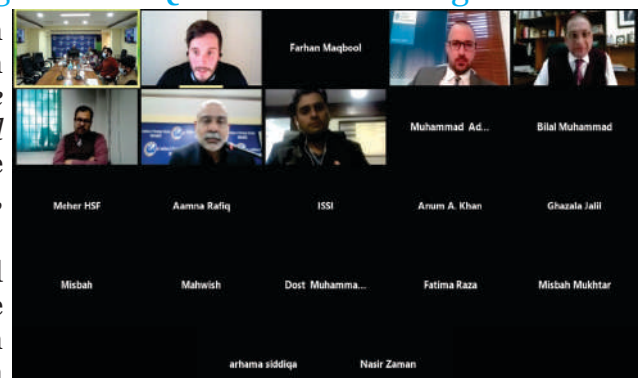 Farhan Maqbool
Muhammad Ad...
Bilal Muhammad
Meher HSF
Aamna Rafiq
ISSI
Anum A. Khan
Ghazala Jalil
Misbah
Mahwish
Dost Muhamma...
Fatima Raza
Misbah Mukhtar
arhama siddiqa
Nasir Zaman